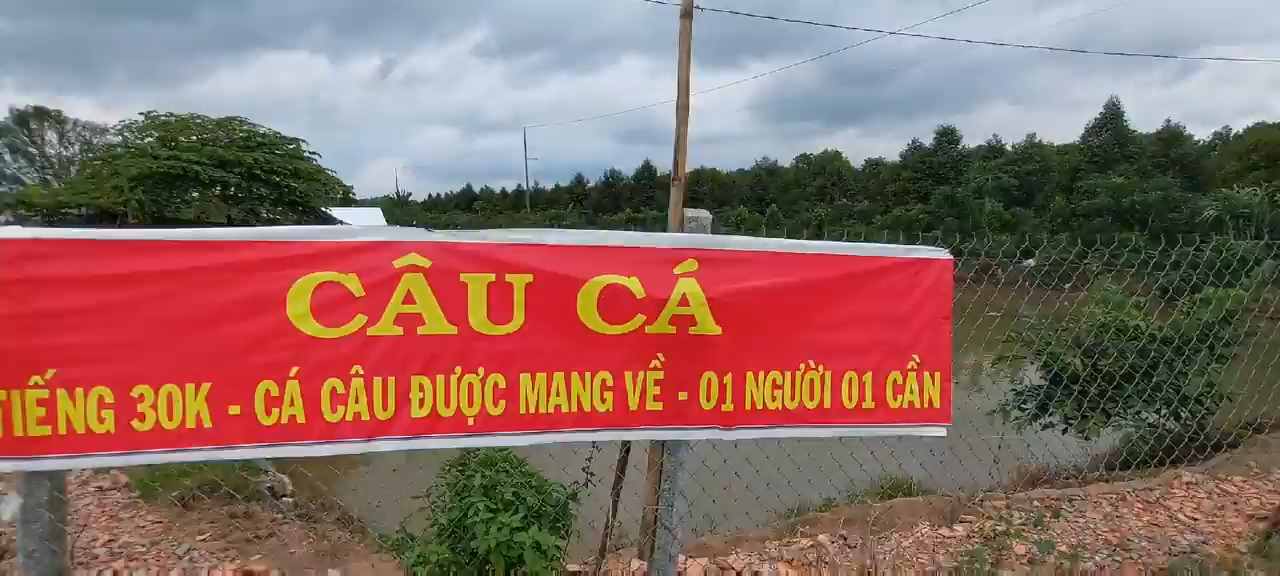 CÂU CÁ
TIẾNG 30K - CÁ CÂU ĐƯỢC MANG VỀ - 01 NGƯỜI 01 CẦN